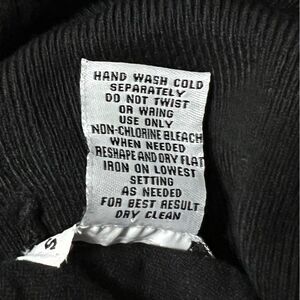 HAND WASH COLD
SEPARATELY
DO NOT TWIST
OR WRING
USE ONLY
NON-CHLORINE BLEACH
WHEN NEEDED
RESHAPE AND DRY FLAT
IRON ON LOWEST
SETTING
AS NEEDED
FOR BEST RESULT
DRY CLEAN
S